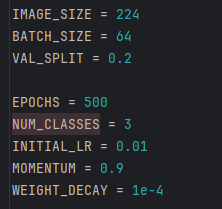 IMAGE_SIZE = 224
BATCH_SIZE = 64
VAL_SPLIT = 0.2
EPOCHS = 500
NUM_CLASSES = 3
INITIAL_LR = 0.01
MOMENTUM = 0.9
WEIGHT_DECAY = 1e-4